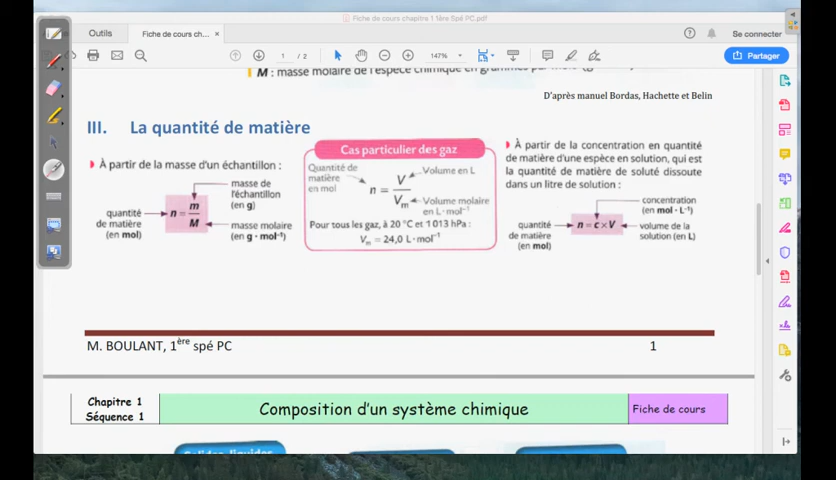 Fiche de cours chapitre 1 1ère Spé PC.pdf
Outils
Fiche de cours ch...
×
Se connecter
1 / 2
147%
Partager
M : masse molaire de l'espèce chimique en grammes par mole
D'après manuel Bordas, Hachette et Belin
III. La quantité de matière
À partir de la masse d'un échantillon :
masse de
l'échantillon
(en g)
quantité
de matière
(en mol)
n = m
M
masse molaire
(en g · mol⁻¹)
Cas particulier des gaz
Quantité de
matière
en mol
n = V
Vm
Volume en L
Volume molaire
en L·mol⁻¹
Pour tous les gaz, à 20 °C et 1 013 hPa :
Vm = 24,0 L·mol⁻¹
À partir de la concentration en quantité
de matière d'une espèce en solution, qui est
la quantité de matière de soluté dissoute
dans un litre de solution :
concentration
(en mol · L⁻¹)
quantité
de matière
(en mol)
n = c × V
volume de la
solution (en L)
M. BOULANT, 1ère spé PC
1
Chapitre 1
Séquence 1
Composition d'un système chimique
Fiche de cours